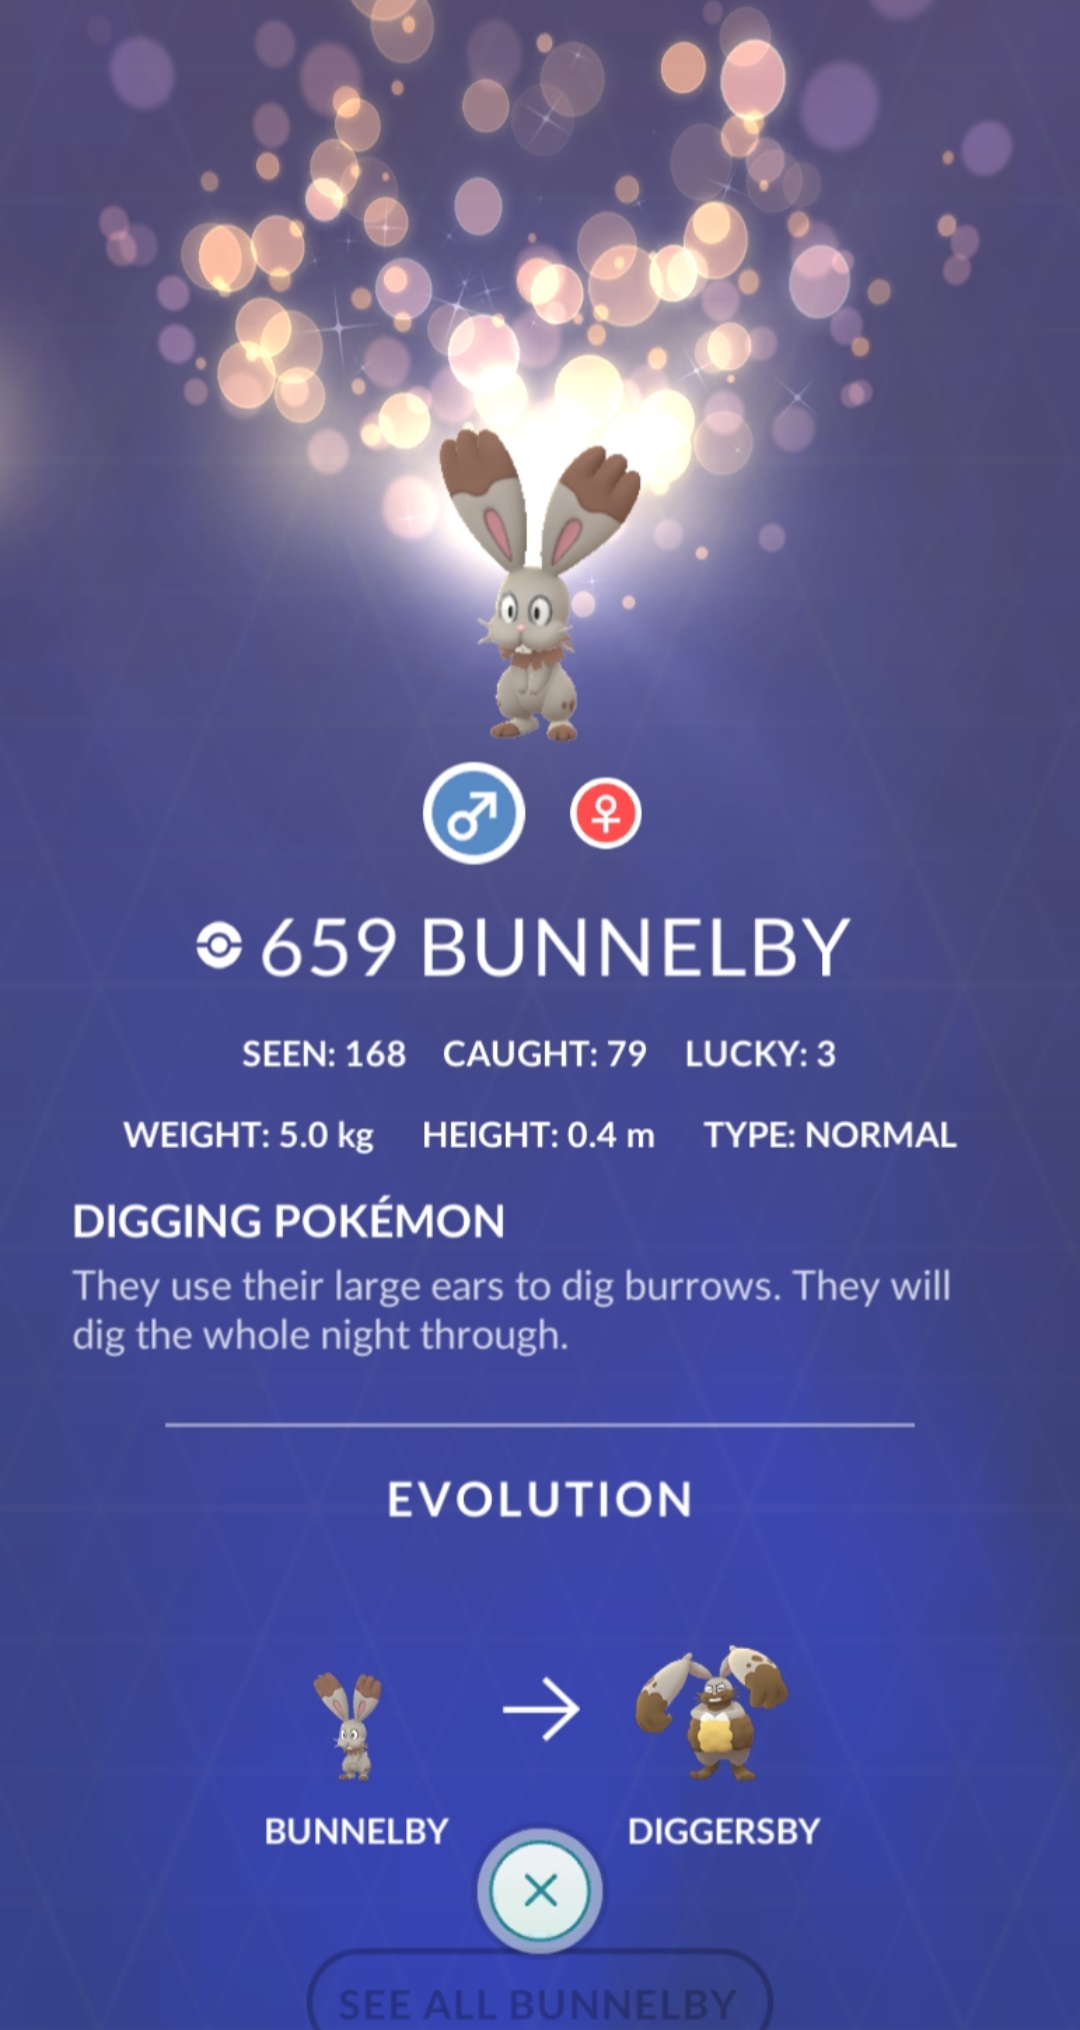 659 BUNNELBY
SEEN: 168 CAUGHT: 79 LUCKY: 3
WEIGHT: 5.0 kg HEIGHT: 0.4 m TYPE: NORMAL
DIGGING POKÉMON
They use their large ears to dig burrows. They will
dig the whole night through.
EVOLUTION
BUNNELBY DIGGERSBY
SEE ALL BUNNELBY